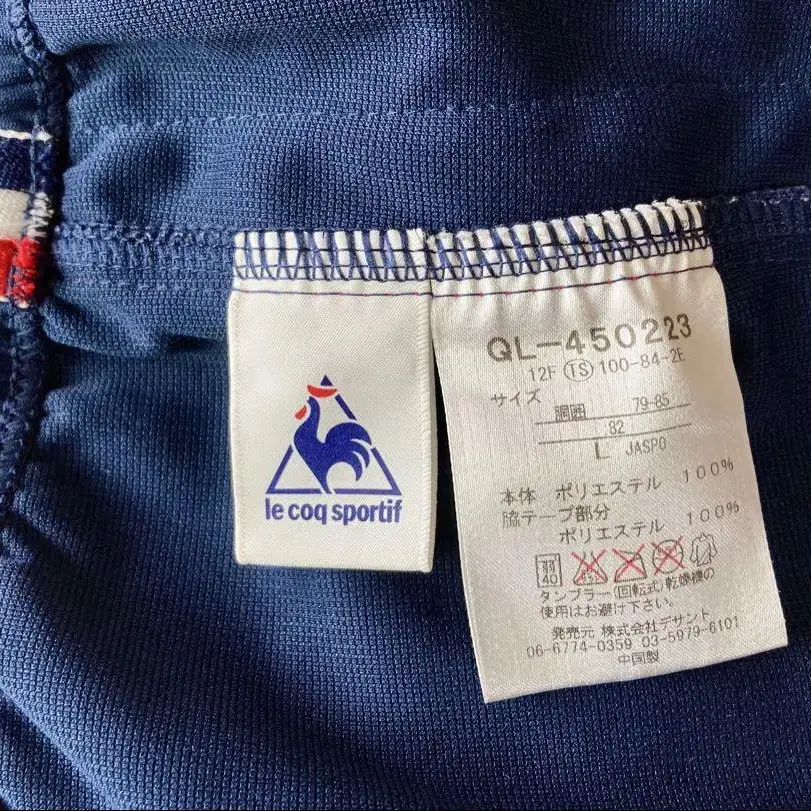 le coq sportif
QL-450223
12F TS 100-84-2E
サイズ
胴囲 79-85
82
L JASPO
本体 ポリエステル 100%
脇テープ部分
ポリエステル 100%
弱
40
タンブラー(回転式)乾燥機の
使用はお避け下さい。
発売元 株式会社デサント
06-6774-0359 03-5979-6101
中国製